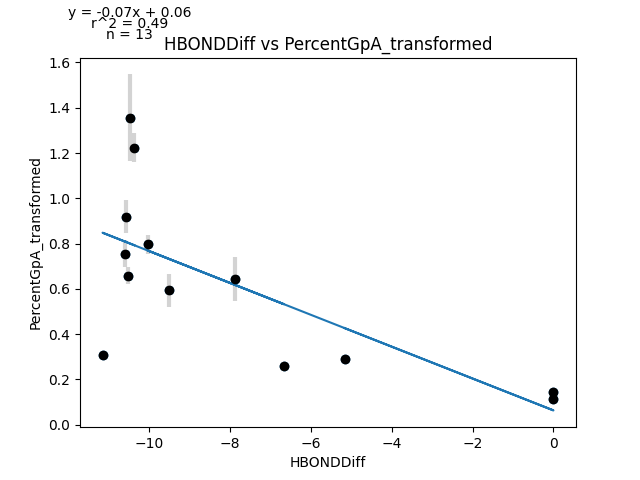 y = -0.07x + 0.06
r^2 = 0.49
n = 13
HBONDDiff vs PercentGpA_transformed
1.6
1.4
1.2
1.0
0.8
0.6
0.4
0.2
0.0
PercentGpA_transformed
−10
−8
−6
−4
−2
0
HBONDDiff